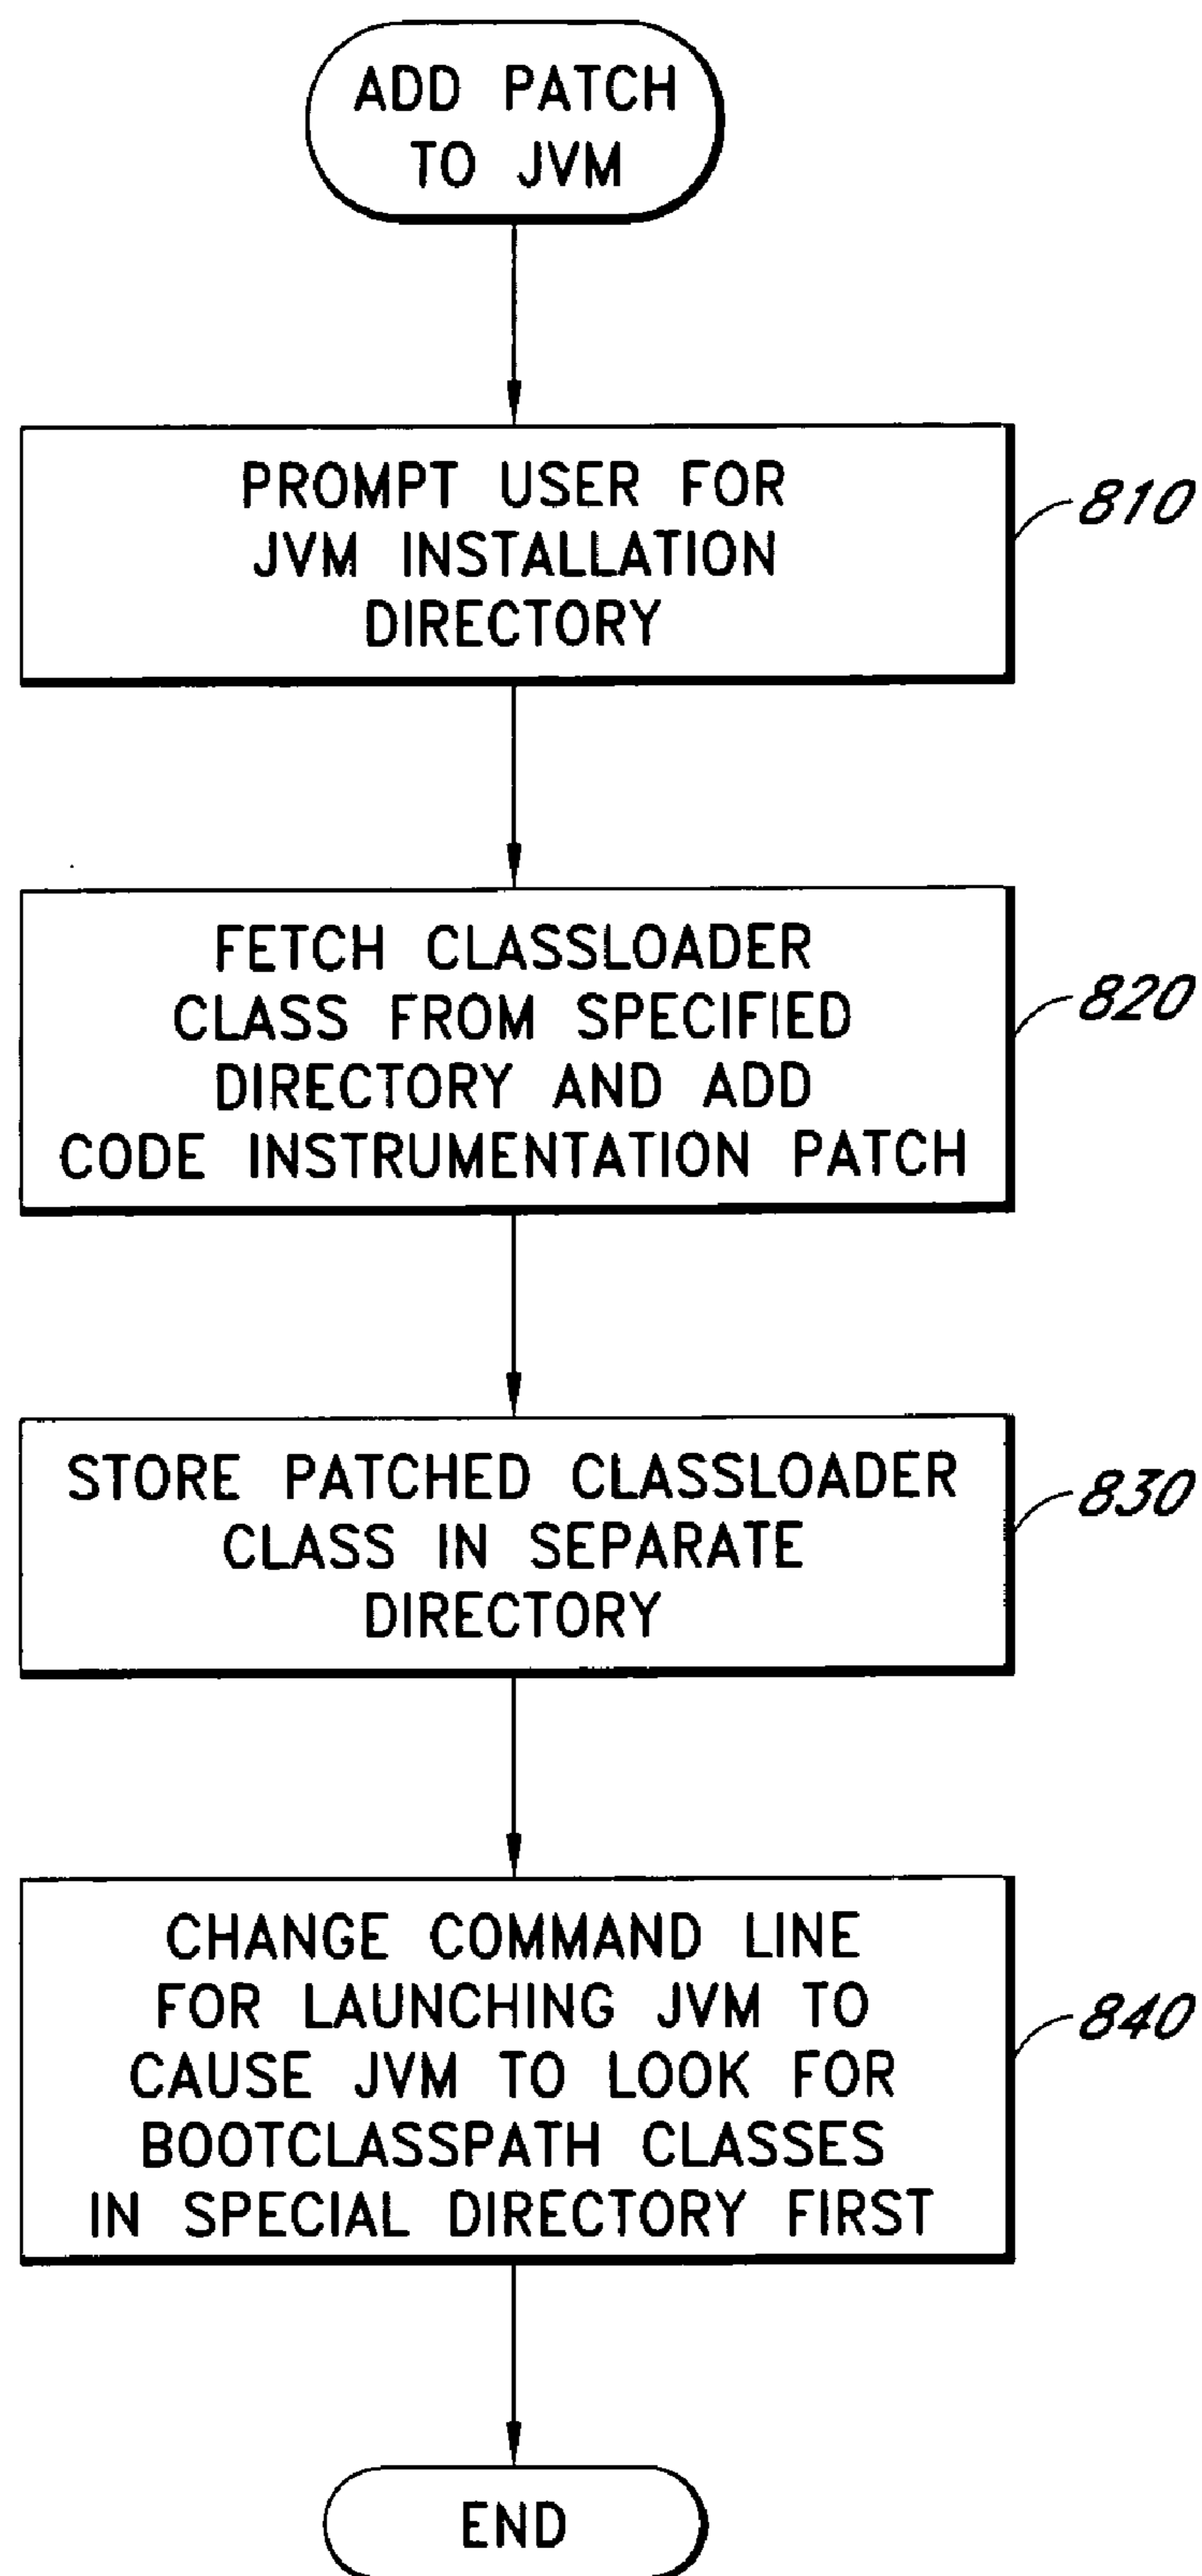 ADD PATCH
TO JVM
PROMPT USER FOR
JVM INSTALLATION
DIRECTORY
810
FETCH CLASSLOADER
CLASS FROM SPECIFIED
DIRECTORY AND ADD
CODE INSTRUMENTATION PATCH
820
STORE PATCHED CLASSLOADER
CLASS IN SEPARATE
DIRECTORY
830
CHANGE COMMAND LINE
FOR LAUNCHING JVM TO
CAUSE JVM TO LOOK FOR
BOOTCLASSPATH CLASSES
IN SPECIAL DIRECTORY FIRST
840
END